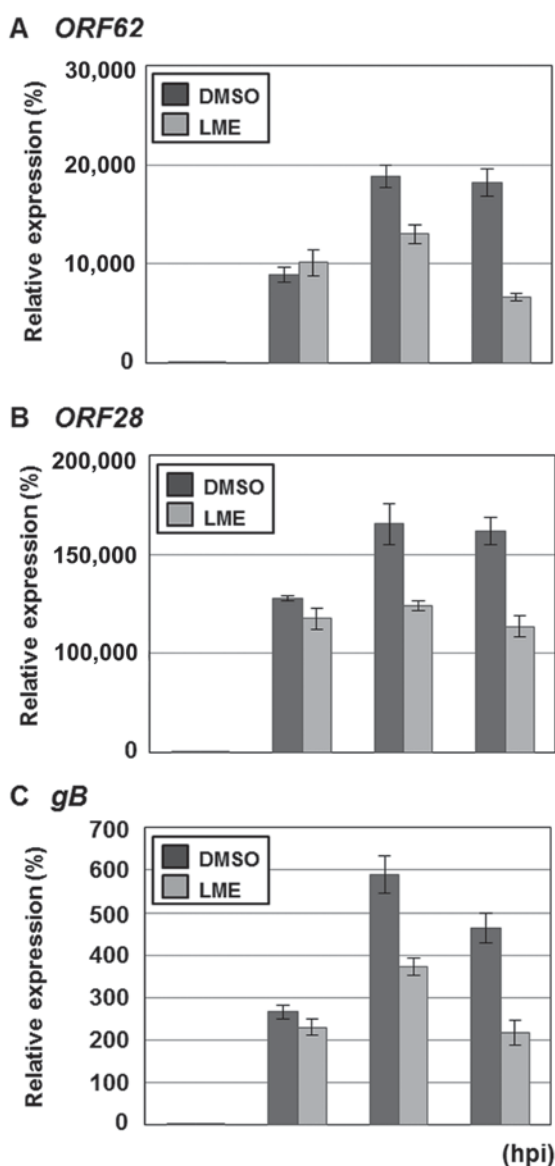 A ORF62
Relative expression (%)
30,000
20,000
10,000
0
DMSO
LME
B ORF28
Relative expression (%)
200,000
150,000
100,000
0
DMSO
LME
C gB
Relative expression (%)
700
600
500
400
300
200
100
0
DMSO
LME
(hpi)